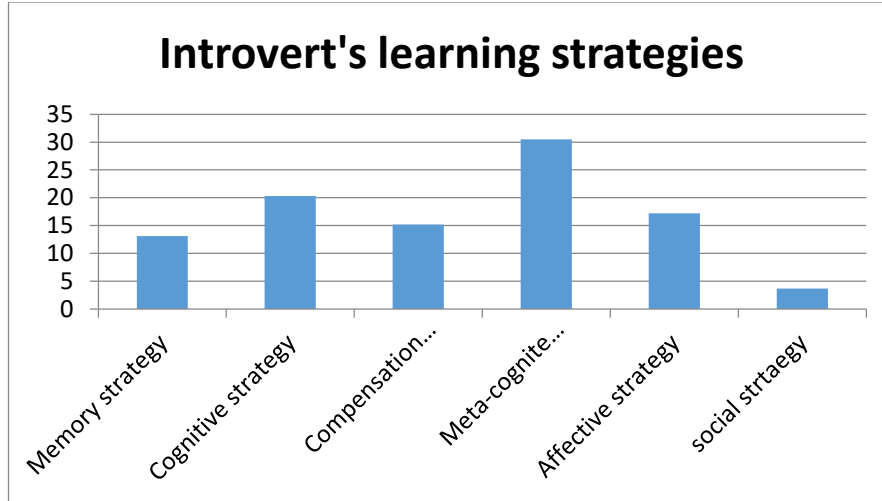 Introvert's learning strategies
35
30
25
20
15
10
5
0
Memory strategy
Cognitive strategy
Compensation...
Meta-cognite...
Affective strategy
social strtaegy